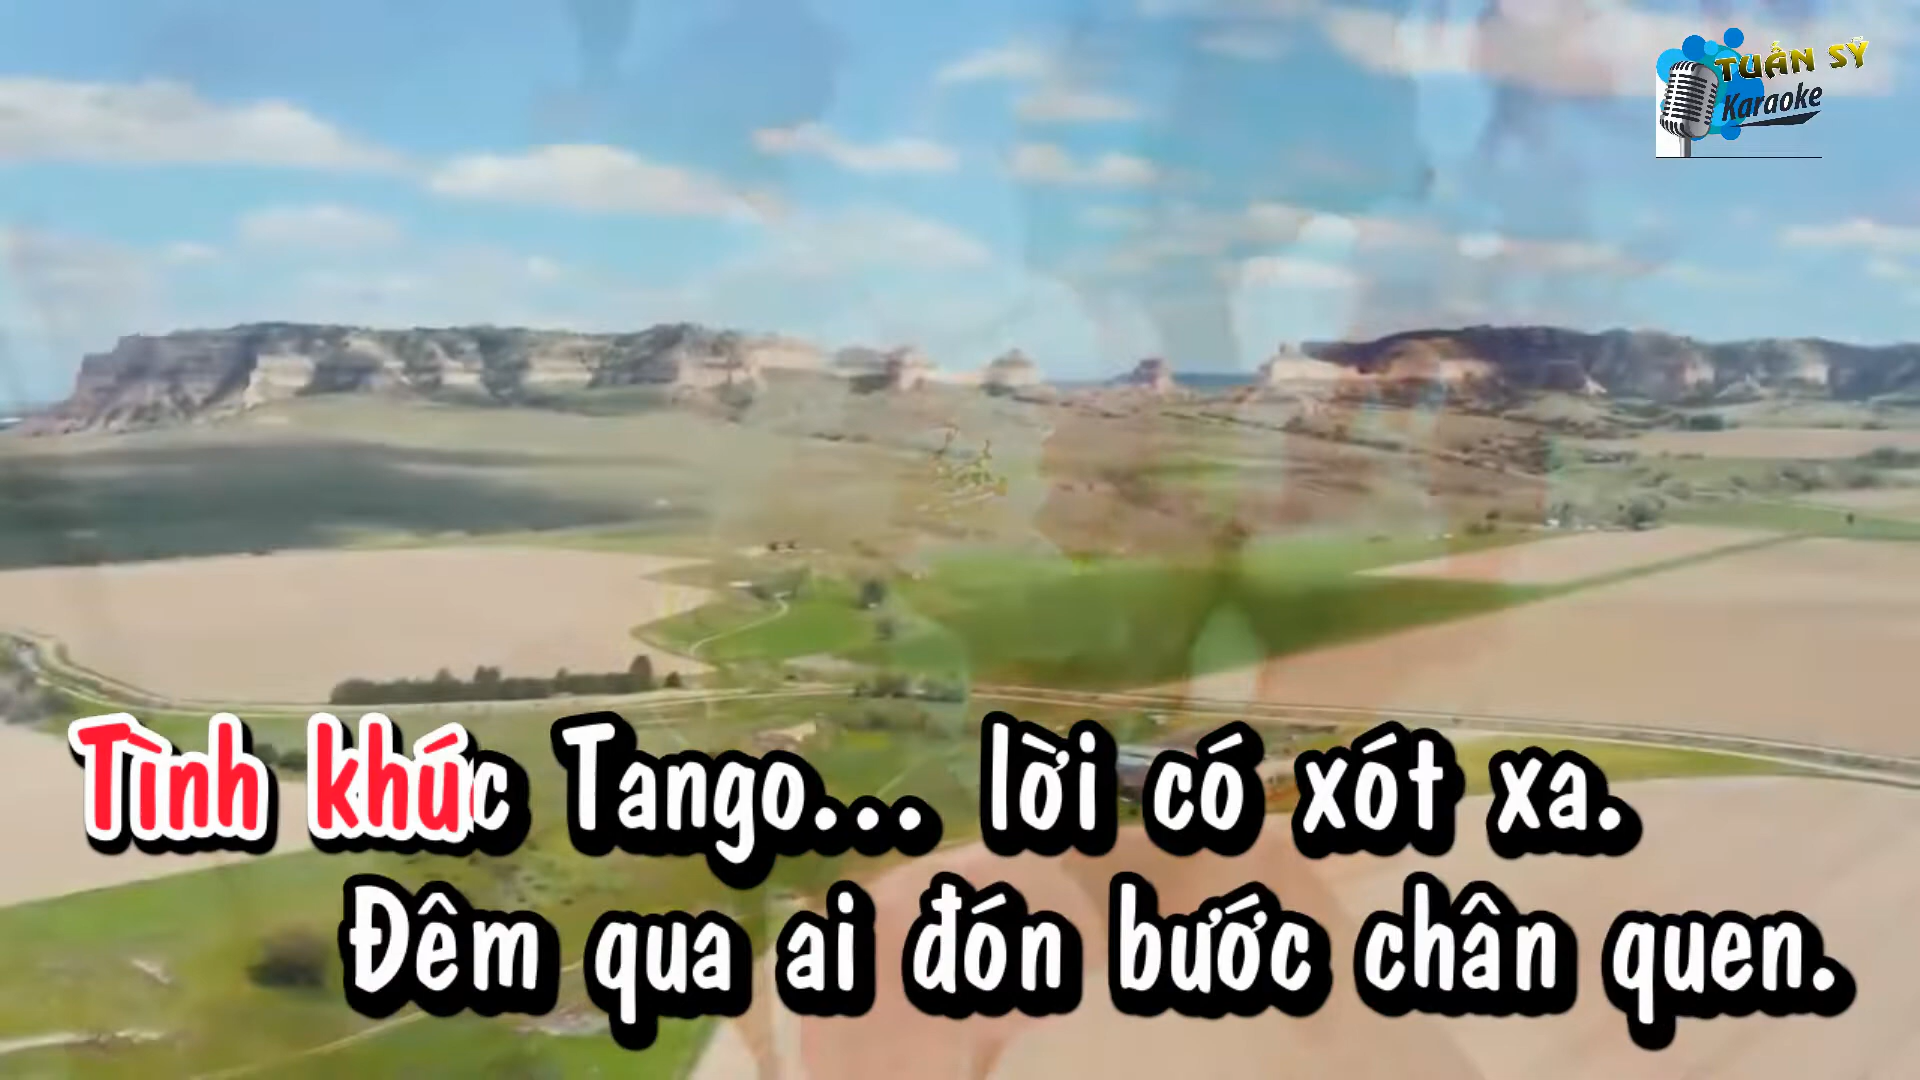 TUẤN SỸ
Karaoke
Tình khúc Tango... lời có xót xa.
Đêm qua ai đón bước chân quen.